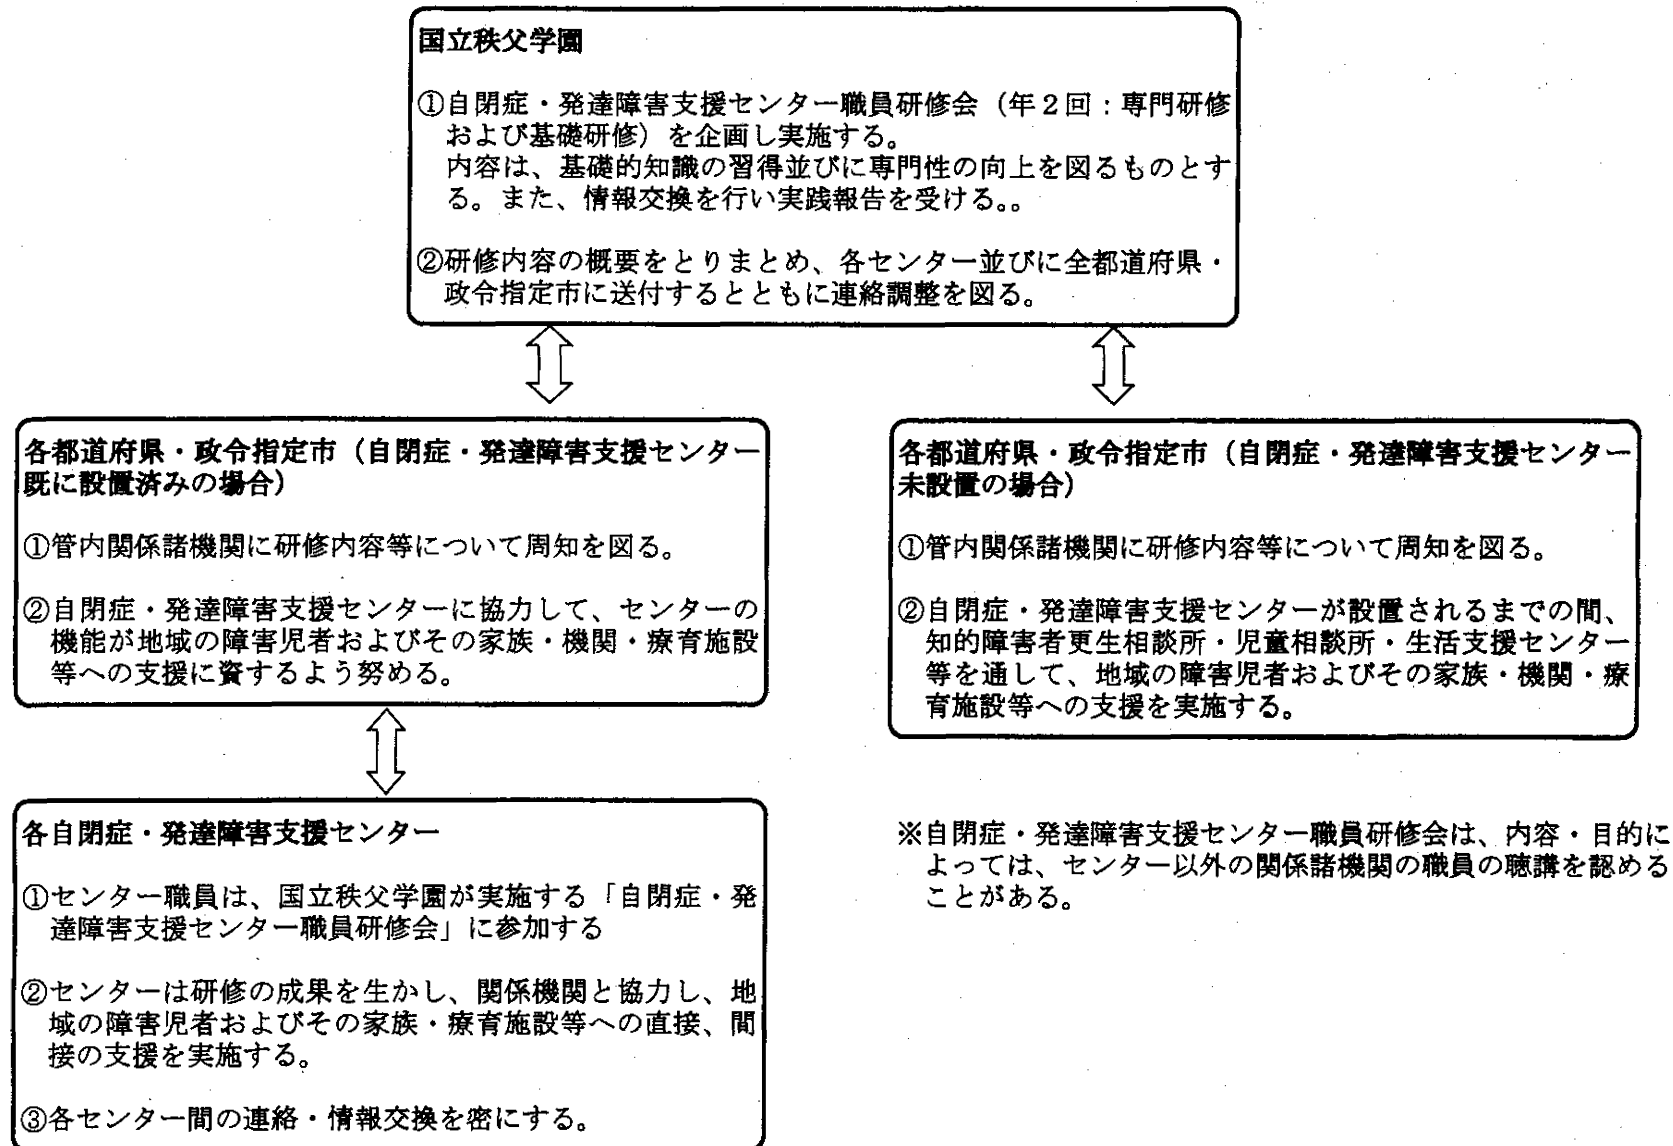 国立秩父学園
①自閉症・発達障害支援センター職員研修会（年２回：専門研修
および基礎研修）を企画し実施する。
内容は、基礎的知識の習得並びに専門性の向上を図るものとす
る。また、情報交換を行い実践報告を受ける。。
②研修内容の概要をとりまとめ、各センター並びに全都道府県・
政令指定市に送付するとともに連絡調整を図る。
各都道府県・政令指定市（自閉症・発達障害支援センター
既に設置済みの場合）
①管内関係諸機関に研修内容等について周知を図る。
②自閉症・発達障害支援センターに協力して、センターの
機能が地域の障害児者およびその家族・機関・療育施設
等への支援に資するよう努める。
各都道府県・政令指定市（自閉症・発達障害支援センター
未設置の場合）
①管内関係諸機関に研修内容等について周知を図る。
②自閉症・発達障害支援センターが設置されるまでの間、
知的障害者更生相談所・児童相談所・生活支援センター
等を通して、地域の障害児者およびその家族・機関・療
育施設等への支援を実施する。
各自閉症・発達障害支援センター
①センター職員は、国立秩父学園が実施する「自閉症・発
達障害支援センター職員研修会」に参加する
②センターは研修の成果を生かし、関係機関と協力し、地
域の障害児者およびその家族・療育施設等への直接、間
接の支援を実施する。
③各センター間の連絡・情報交換を密にする。
※自閉症・発達障害支援センター職員研修会は、内容・目的に
よっては、センター以外の関係諸機関の職員の聴講を認める
ことがある。